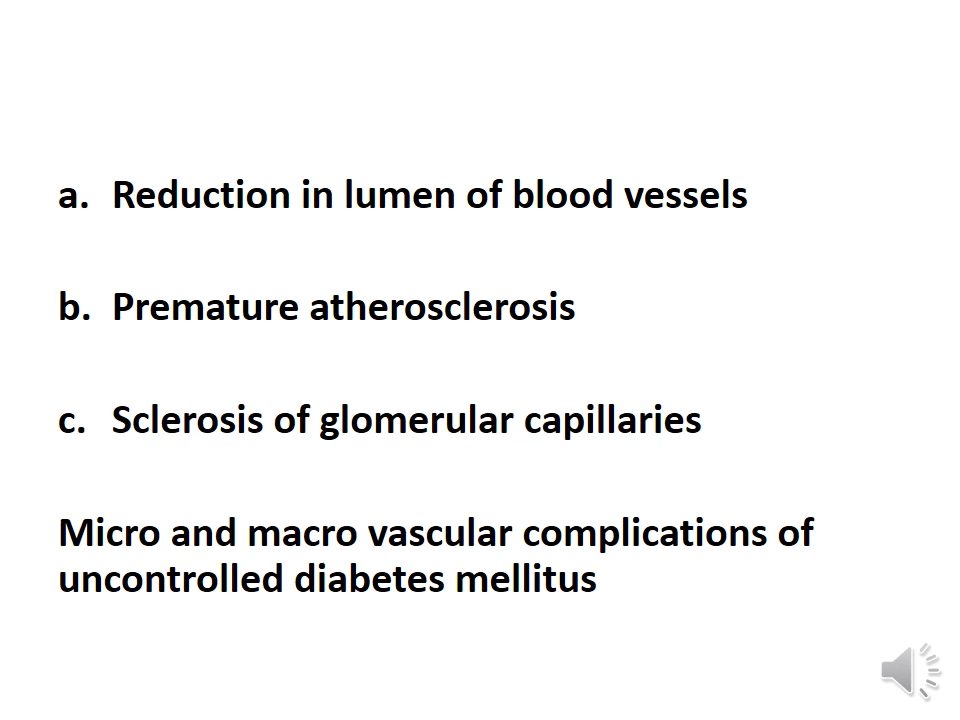 a. Reduction in lumen of blood vessels
b. Premature atherosclerosis
c. Sclerosis of glomerular capillaries
Micro and macro vascular complications of
uncontrolled diabetes mellitus